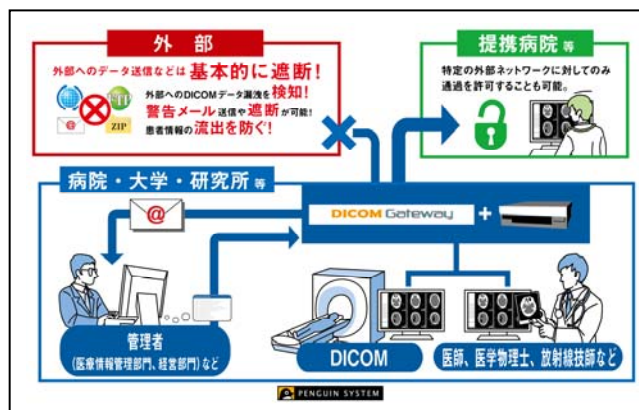 外部
外部へのデータ送信などは 基本的に遮断!
外部へのDICOMデータ漏洩を検知!
警告メール送信や遮断が可能!
患者情報の流出を防ぐ!
FTP
@
ZIP
提携病院 等
特定の外部ネットワークに対してのみ
通過を許可することも可能。
病院・大学・研究所 等
@
DICOM Gateway +
管理者
(医療情報管理部門、経営部門)など
DICOM
医師、医学物理士、放射線技師など
PENGUIN SYSTEM